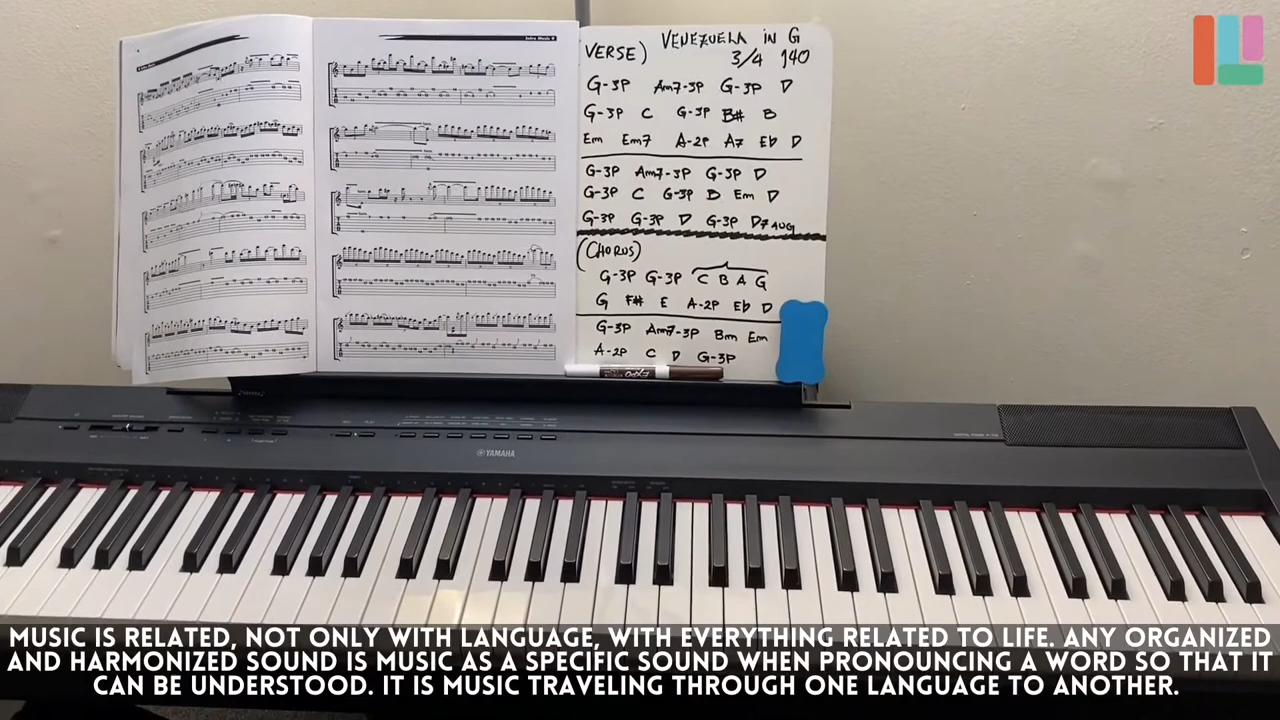 Intro Music
VENEZUELA in G
VERSE) 3/4 140
G-3P Am7-3P G-3P D
G-3P C G-3P B# B
Em Em7 A-2P A7 Eb D
G-3P Am7-3P G-3P D
G-3P C G-3P B Em D
G-3P G-3P D G-3P D7AUG
(CHORUS)
G-3P G-3P C B A G
G F# E A-2P Eb D
G-3P Am7-3P Bm Em
A-2P C D G-3P
EXPO
YAMAHA
MUSIC IS RELATED, NOT ONLY WITH LANGUAGE, WITH EVERYTHING RELATED TO LIFE. ANY ORGANIZED
AND HARMONIZED SOUND IS MUSIC AS A SPECIFIC SOUND WHEN PRONOUNCING A WORD SO THAT IT
CAN BE UNDERSTOOD. IT IS MUSIC TRAVELING THROUGH ONE LANGUAGE TO ANOTHER.